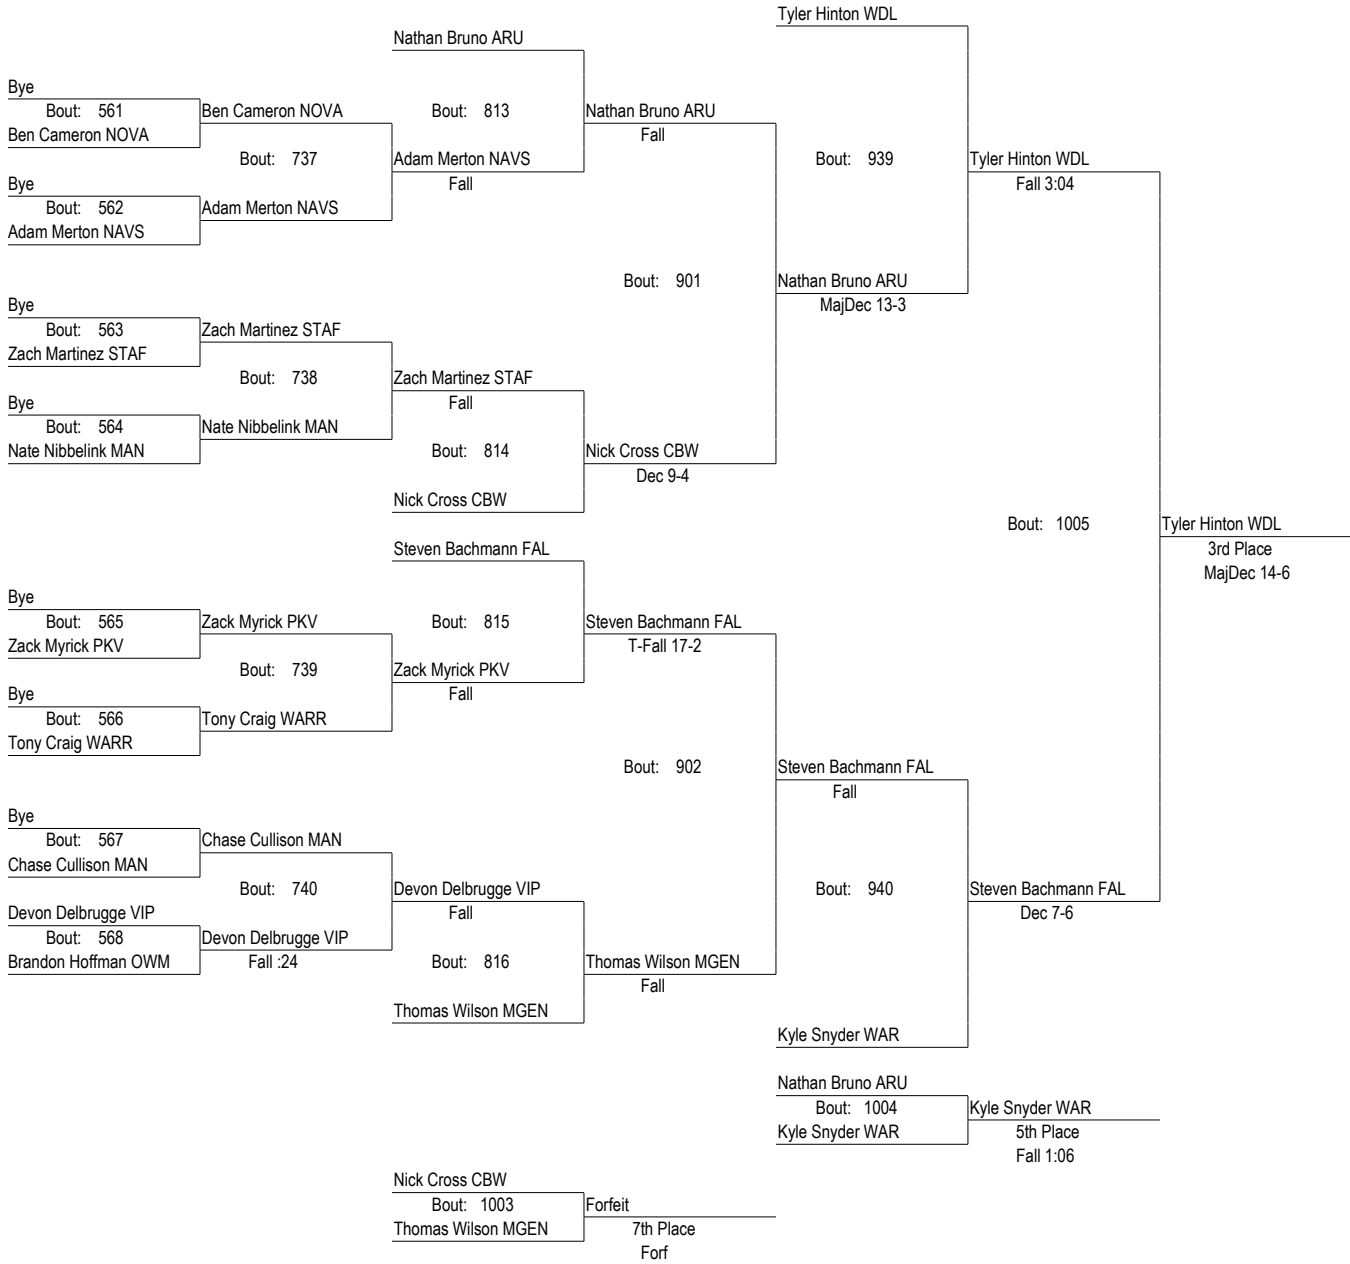 Tyler Hinton WDL
Nathan Bruno ARU
Bye
Bout: 561
Ben Cameron NOVA
Ben Cameron NOVA
Bout: 813
Nathan Bruno ARU
Fall
Bout: 737
Adam Merton NAVS
Fall
Bout: 939
Tyler Hinton WDL
Fall 3:04
Bye
Bout: 562
Adam Merton NAVS
Adam Merton NAVS
Bout: 901
Nathan Bruno ARU
MajDec 13-3
Bye
Bout: 563
Zach Martinez STAF
Zach Martinez STAF
Bout: 738
Zach Martinez STAF
Fall
Bye
Bout: 564
Nate Nibbelink MAN
Nate Nibbelink MAN
Bout: 814
Nick Cross CBW
Dec 9-4
Nick Cross CBW
Bout: 1005
Tyler Hinton WDL
3rd Place
MajDec 14-6
Steven Bachmann FAL
Bye
Bout: 565
Zack Myrick PKV
Zack Myrick PKV
Bout: 815
Steven Bachmann FAL
T-Fall 17-2
Bout: 739
Zack Myrick PKV
Fall
Bye
Bout: 566
Tony Craig WARR
Tony Craig WARR
Bout: 902
Steven Bachmann FAL
Fall
Bye
Bout: 567
Chase Cullison MAN
Chase Cullison MAN
Bout: 740
Devon Delbrugge VIP
Fall
Bout: 940
Steven Bachmann FAL
Dec 7-6
Devon Delbrugge VIP
Bout: 568
Brandon Hoffman OWM
Devon Delbrugge VIP
Fall :24
Bout: 816
Thomas Wilson MGEN
Fall
Thomas Wilson MGEN
Kyle Snyder WAR
Nathan Bruno ARU
Bout: 1004
Kyle Snyder WAR
Kyle Snyder WAR
5th Place
Fall 1:06
Nick Cross CBW
Bout: 1003
Thomas Wilson MGEN
Forfeit
7th Place
Forf